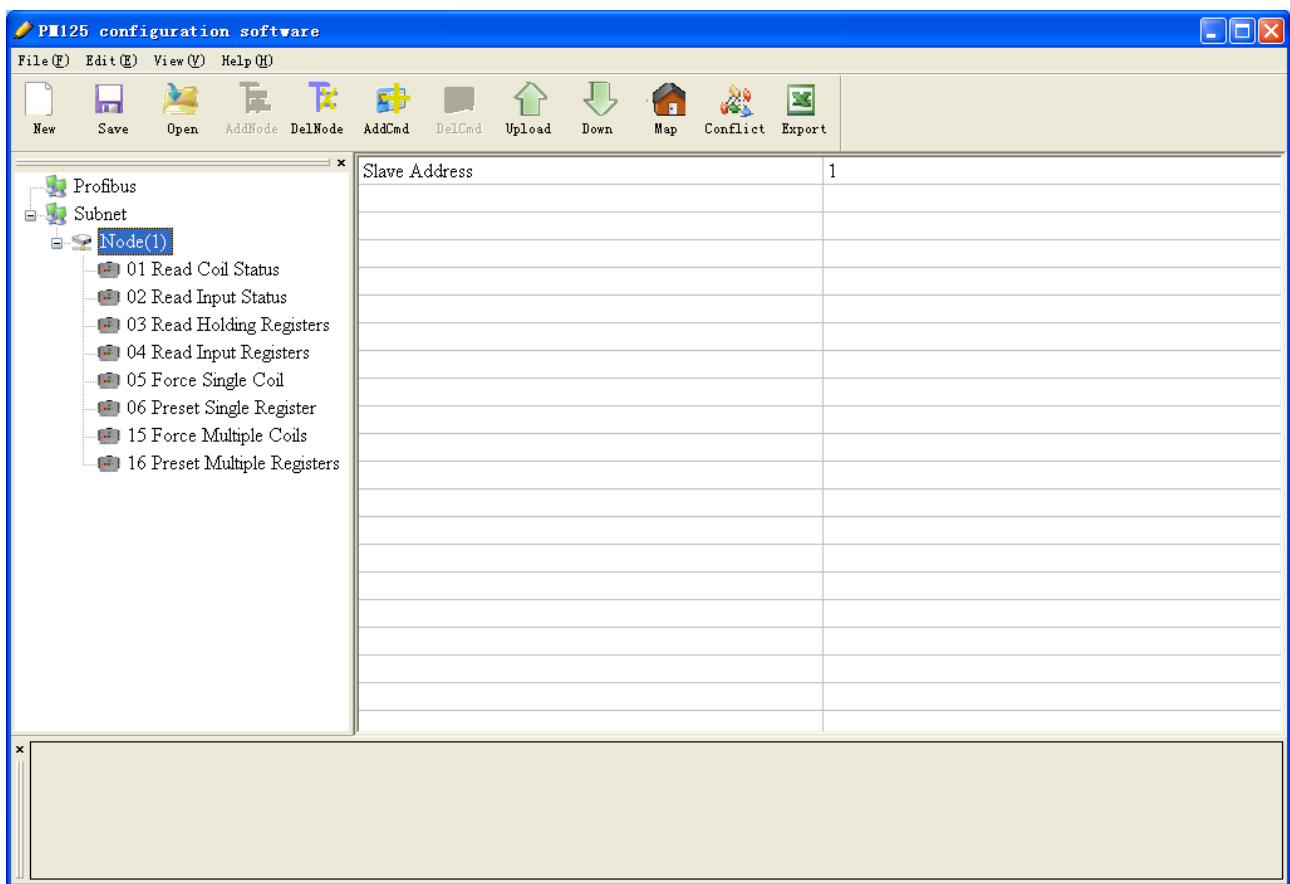 PM125 configuration software
File(F) Edit(E) View(V) Help(H)
New Save Open AddNode DelNode AddCmd DelCmd Upload Down Map Conflict Export
Profibus
Subnet
Node(1)
01 Read Coil Status
02 Read Input Status
03 Read Holding Registers
04 Read Input Registers
05 Force Single Coil
06 Preset Single Register
15 Force Multiple Coils
16 Preset Multiple Registers
Slave Address 1